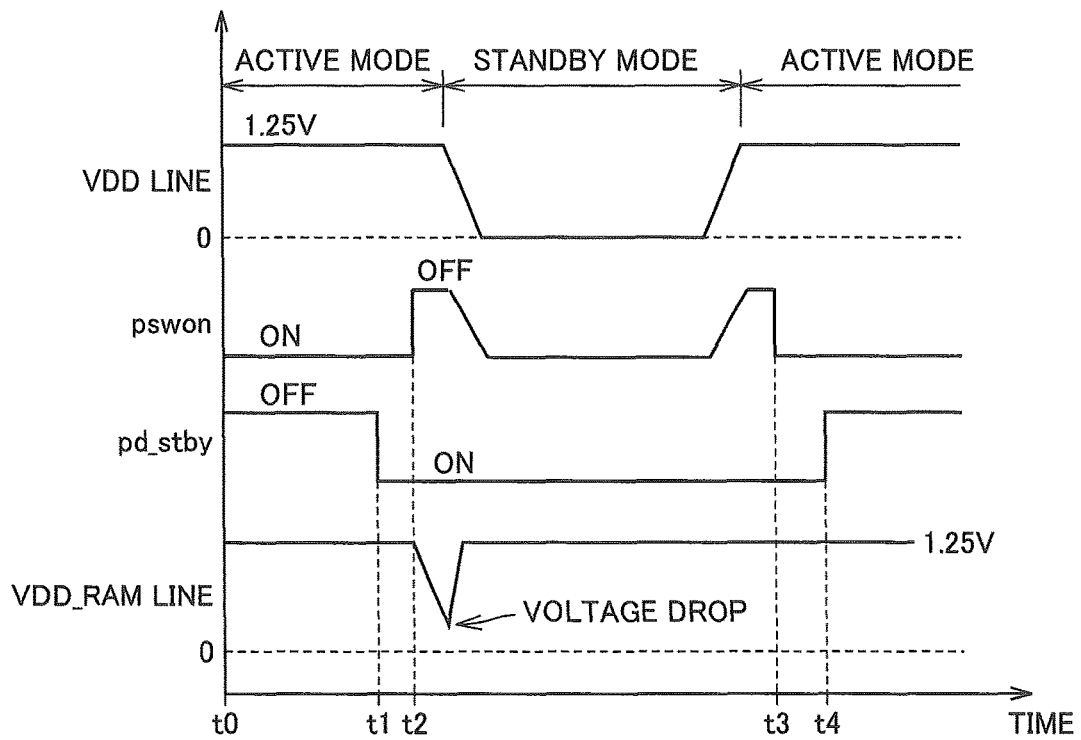 ACTIVE MODE STANDBY MODE ACTIVE MODE
1.25V
VDD LINE
0
OFF
pswon
ON
OFF
pd_stby
ON
1.25V
VDD_RAM LINE
VOLTAGE DROP
0
t0 t1 t2 t3 t4 TIME